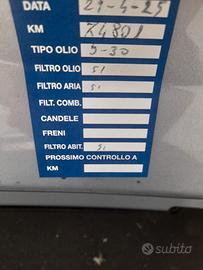 DATA 29-4-25
KM 74801
TIPO OLIO 5-30
FILTRO OLIO SI
FILTRO ARIA SI
FILT. COMB.
CANDELE
FRENI
FILTRO ABIT. SI
PROSSIMO CONTROLLO A
KM
subito